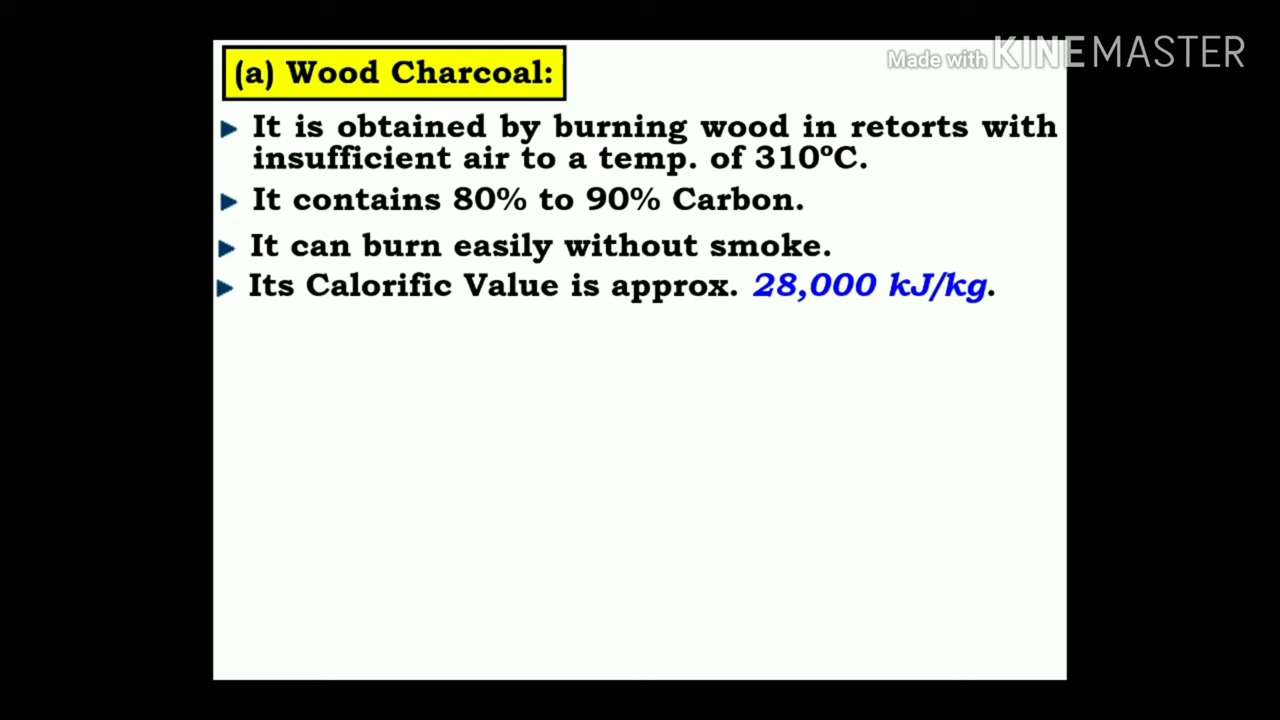 Made with KINEMASTER
(a) Wood Charcoal:
It is obtained by burning wood in retorts with
insufficient air to a temp. of 310ºC.
It contains 80% to 90% Carbon.
It can burn easily without smoke.
Its Calorific Value is approx. 28,000 kJ/kg.